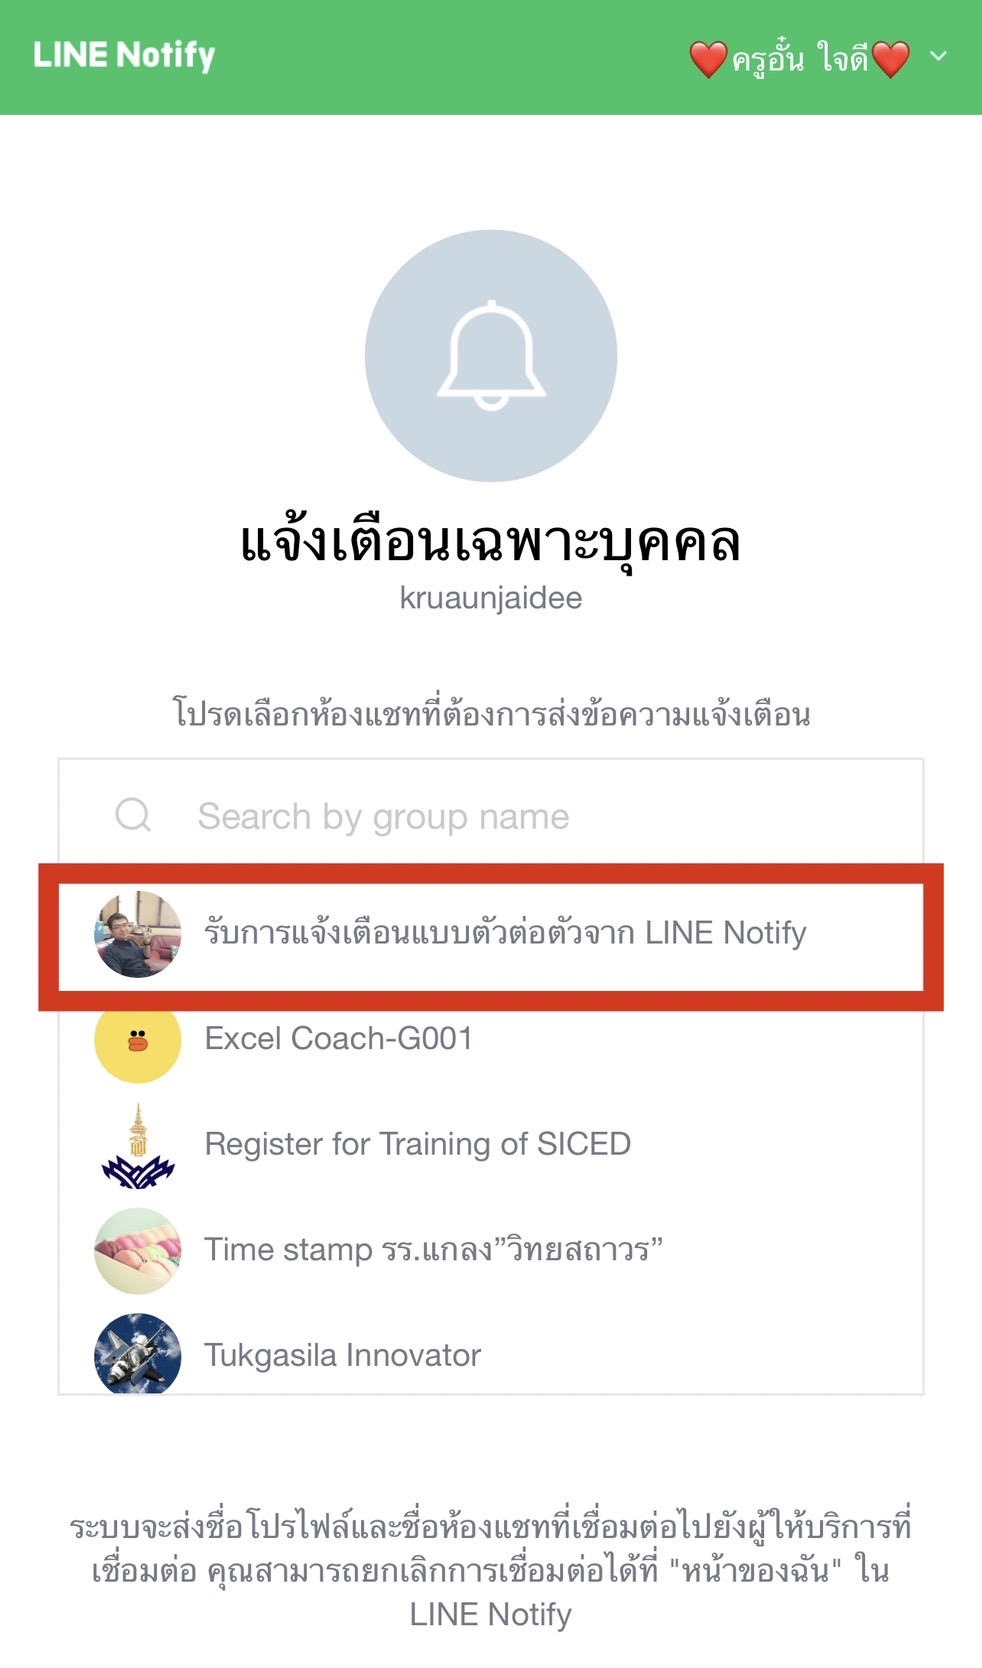 LINE Notify
❤️ครูอั๋น ใจดี❤️
แจ้งเตือนเฉพาะบุคคล
kruaunjaidee
โปรดเลือกห้องแชทที่ต้องการส่งข้อความแจ้งเตือน
Search by group name
รับการแจ้งเตือนแบบตัวต่อตัวจาก LINE Notify
Excel Coach-G001
Register for Training of SICED
Time stamp รร.แกลง”วิทยสถาวร”
Tukgasila Innovator
ระบบจะส่งชื่อโปรไฟล์และชื่อห้องแชทที่เชื่อมต่อไปยังผู้ให้บริการที่
เชื่อมต่อ คุณสามารถยกเลิกการเชื่อมต่อได้ที่ "หน้าของฉัน" ใน
LINE Notify